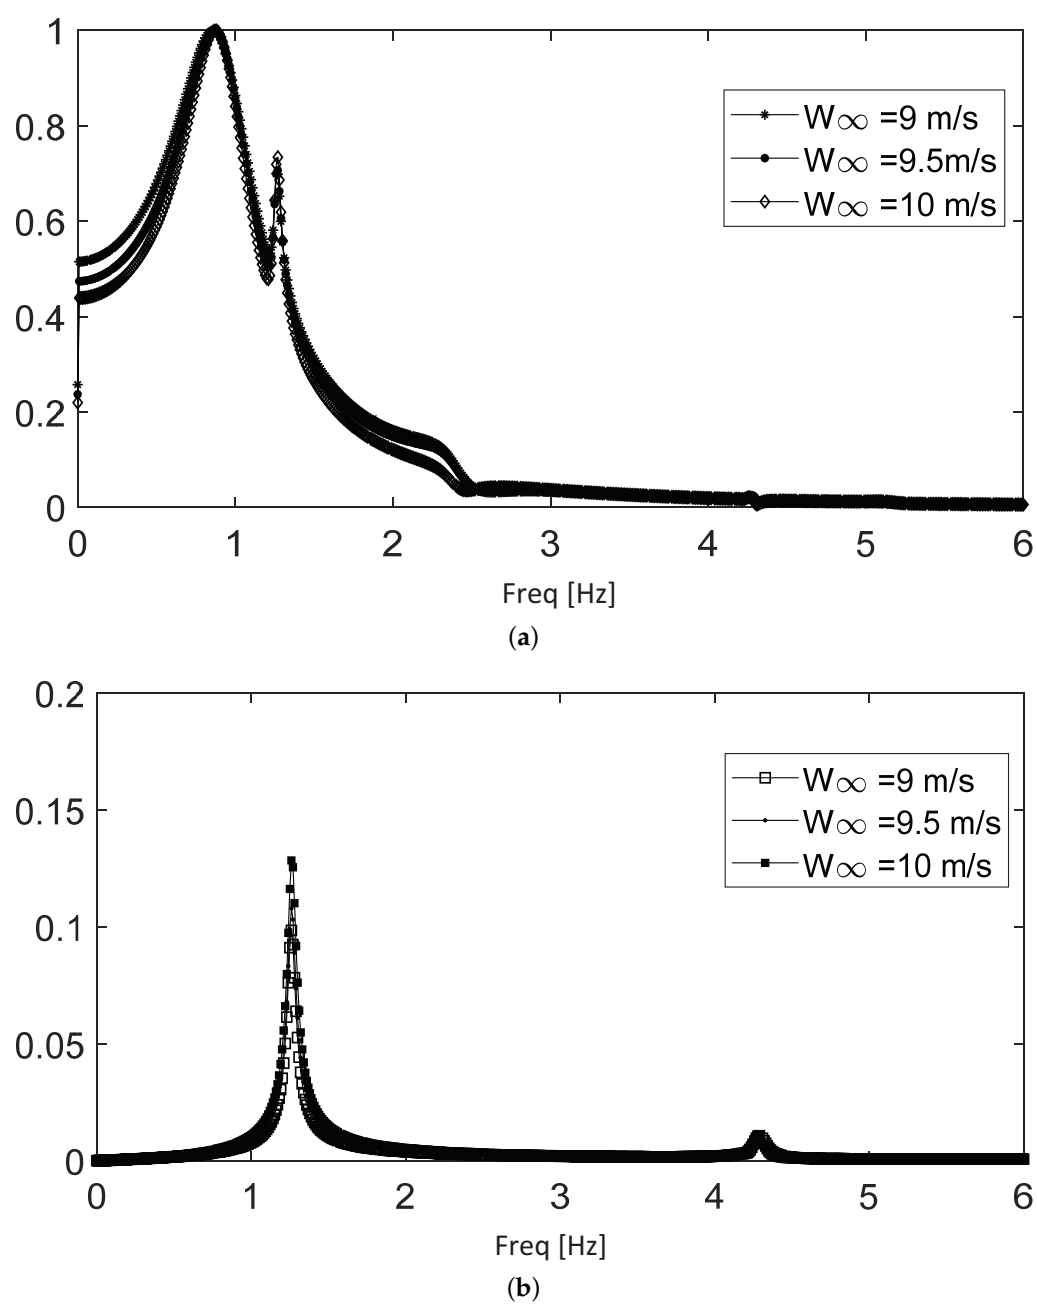 1
0.8
0.6
0.4
0.2
0
W∞ =9 m/s
W∞ =9.5m/s
W∞ =10 m/s
0 1 2 3 4 5 6
Freq [Hz]
(a)
0.2
0.15
0.1
0.05
0
W∞ =9 m/s
W∞ =9.5 m/s
W∞ =10 m/s
0 1 2 3 4 5 6
Freq [Hz]
(b)